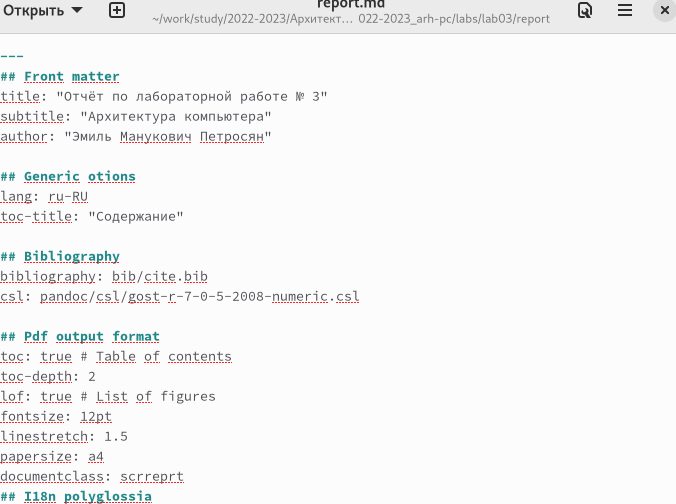 Открыть
report.md
~/work/study/2022-2023/Архитект… 022-2023_arh-pc/labs/lab03/report
---
## Front matter
title: "Отчёт по лабораторной работе № 3"
subtitle: "Архитектура компьютера"
author: "Эмиль Манукович Петросян"
## Generic otions
lang: ru-RU
toc-title: "Содержание"
## Bibliography
bibliography: bib/cite.bib
csl: pandoc/csl/gost-r-7-0-5-2008-numeric.csl
## Pdf output format
toc: true # Table of contents
toc-depth: 2
lof: true # List of figures
fontsize: 12pt
linestretch: 1.5
papersize: a4
documentclass: scrreprt
## I18n polyglossia